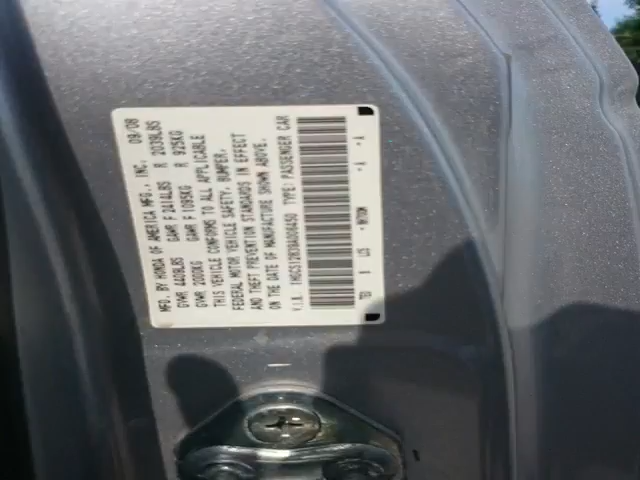 MFD. BY HONDA OF AMERICA MFG., INC. 09/08
GVWR 4409LBS GAWR F 2414LBS R 2039LBS
GVWR 2000KG GAWR F 1095KG R 925KG
THIS VEHICLE CONFORMS TO ALL APPLICABLE
FEDERAL MOTOR VEHICLE SAFETY, BUMPER,
AND THEFT PREVENTION STANDARDS IN EFFECT
ON THE DATE OF MANUFACTURE SHOWN ABOVE.
V.I.N. TYPE: PASSENGER CAR